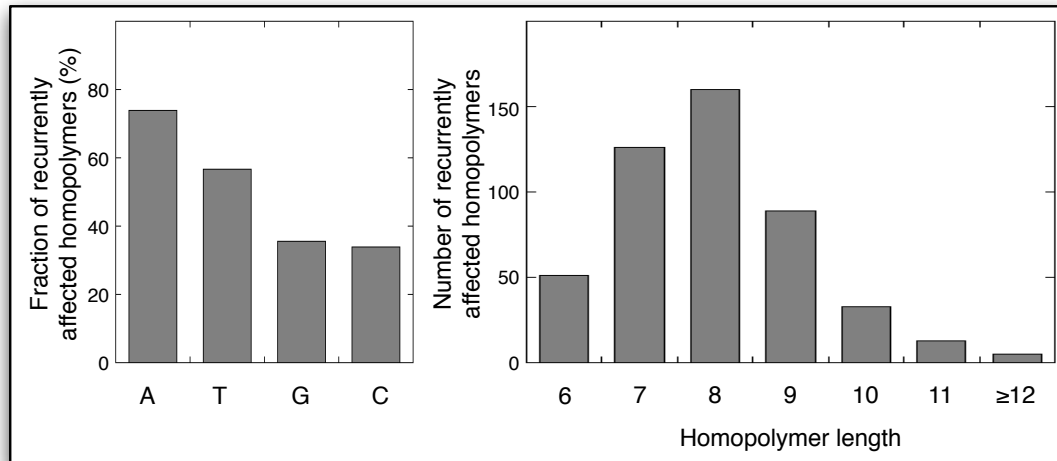 Fraction of recurrently
affected homopolymers (%)
80
60
40
20
0
A T G C
Number of recurrently
affected homopolymers
150
100
50
0
6 7 8 9 10 11 ≥12
Homopolymer length